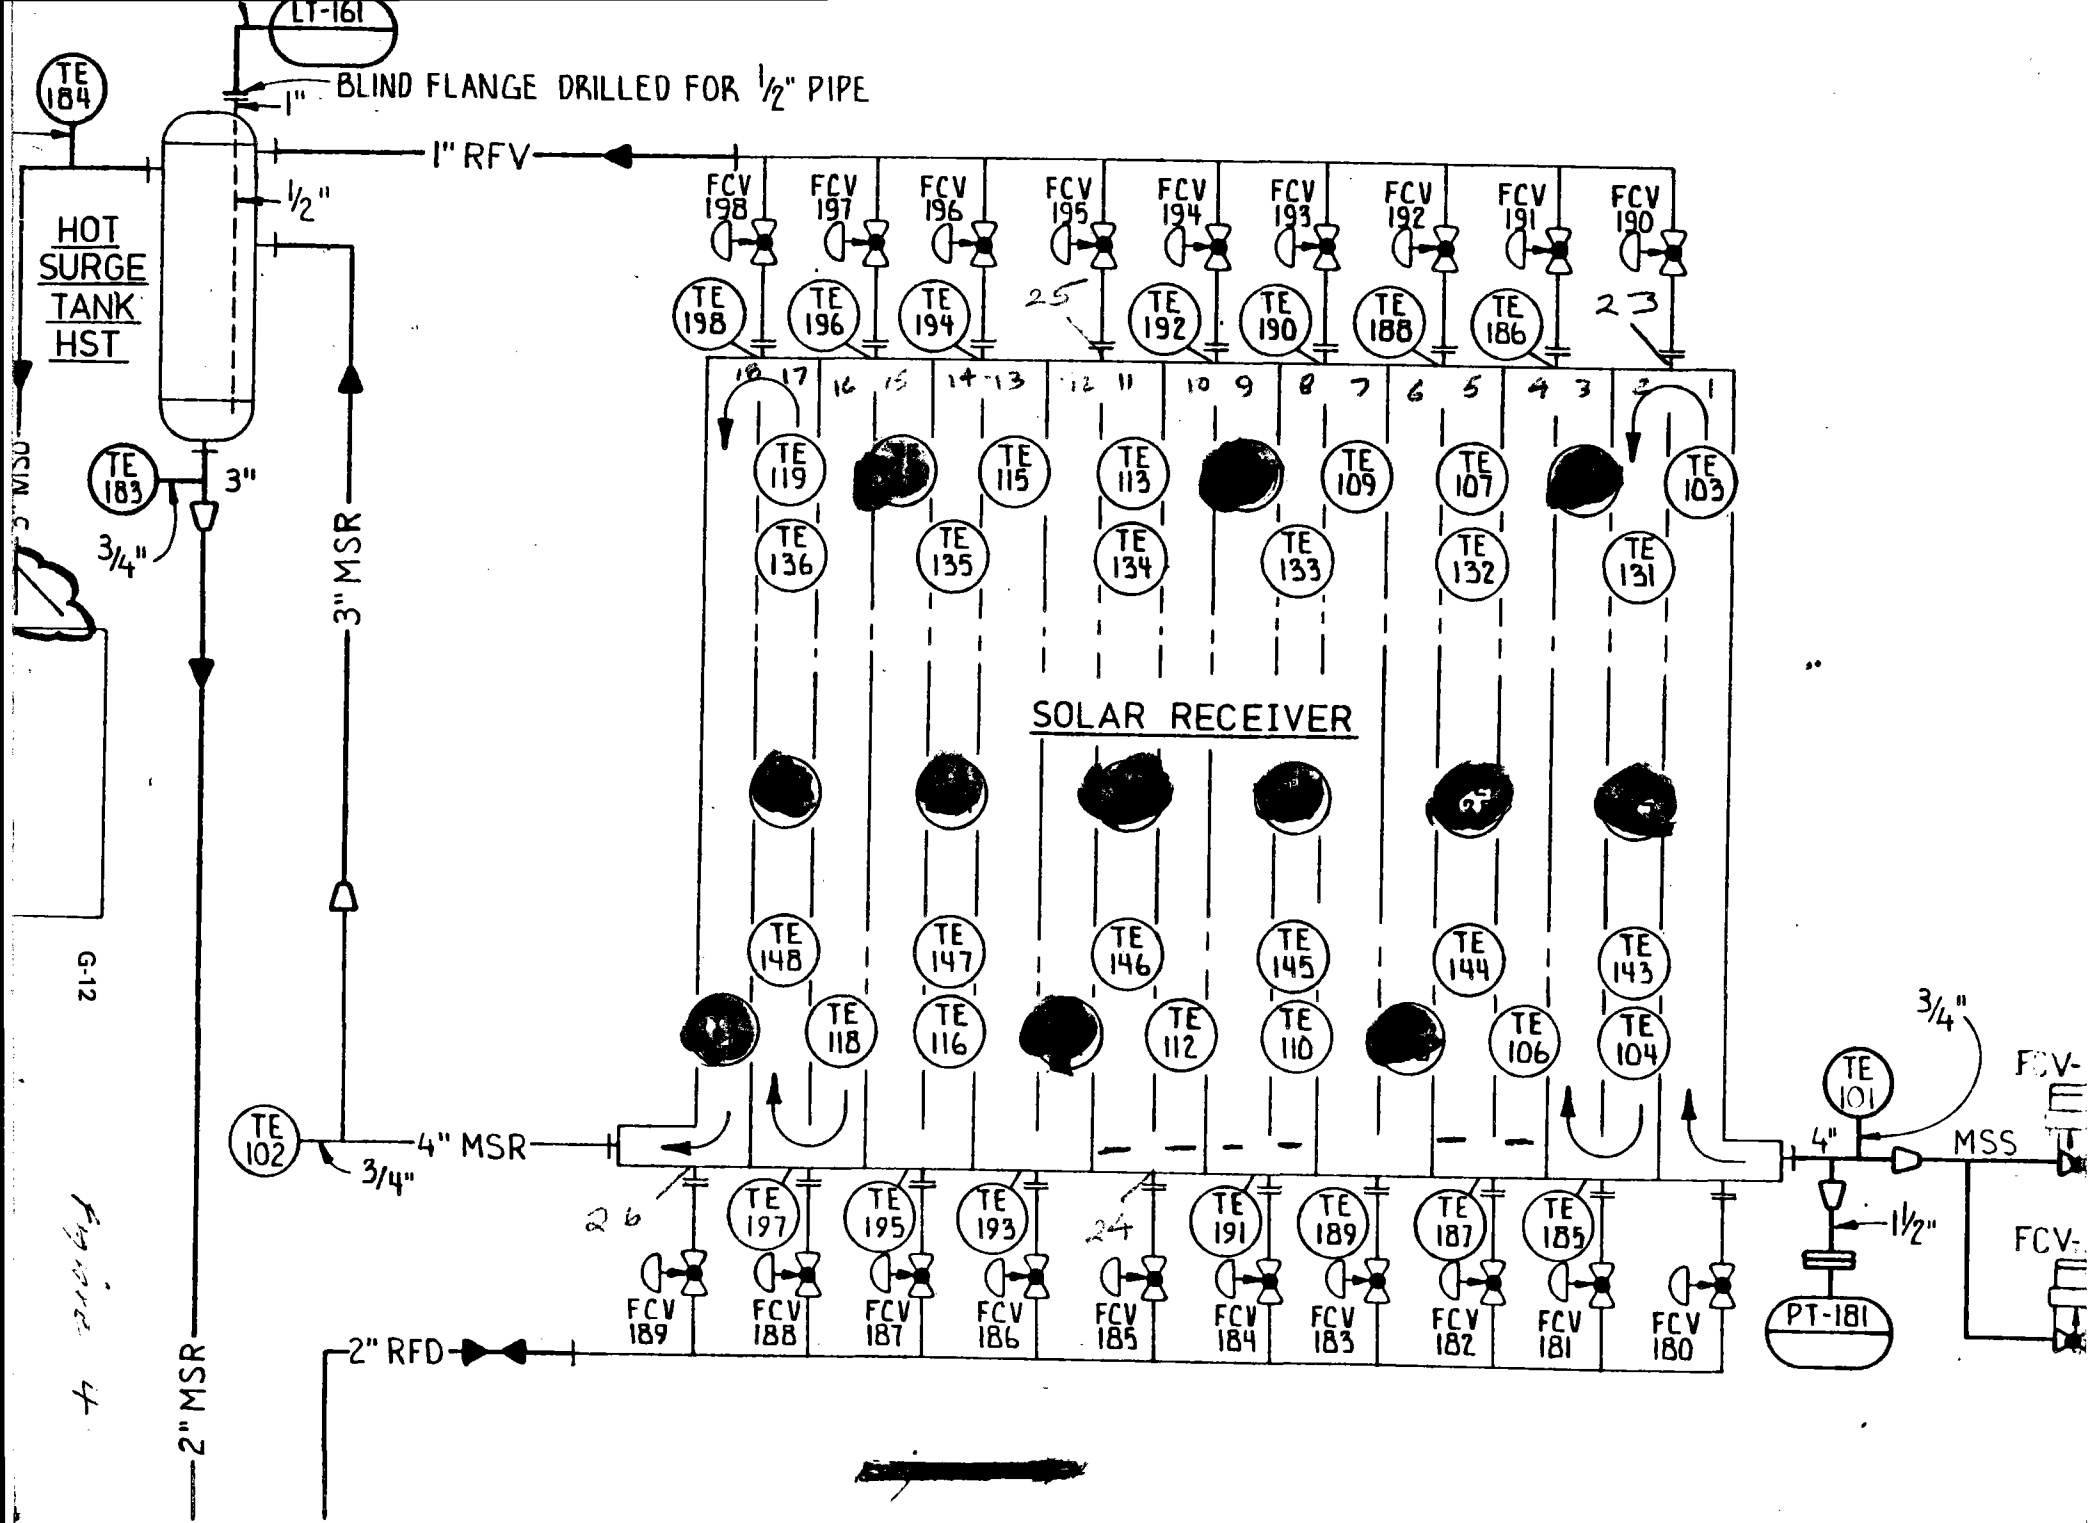 LT-161
TE
184
BLIND FLANGE DRILLED FOR 1/2" PIPE
1"
1" RFV
1/2"
HOT
SURGE
TANK
HST
FCV
198
FCV
197
FCV
196
FCV
195
FCV
194
FCV
193
FCV
192
FCV
191
FCV
190
TE
198
TE
196
TE
194
25
TE
192
TE
190
TE
188
TE
186
23
18 17 16 15 14 13 12 11 10 9 8 7 6 5 4 3 2 1
TE
183
3"
3/4"
3" MSR
TE
119
TE
115
TE
113
TE
109
TE
107
TE
103
TE
136
TE
135
TE
134
TE
133
TE
132
TE
131
SOLAR RECEIVER
G-12
TE
148
TE
147
TE
146
TE
145
TE
144
TE
143
TE
118
TE
116
TE
112
TE
110
TE
106
TE
104
3/4"
TE
101
FCV-
TE
102
3/4"
4" MSR
4"
MSS
26
TE
197
TE
195
TE
193
24
TE
191
TE
189
TE
187
TE
185
1 1/2"
FCV-
FCV
189
FCV
188
FCV
187
FCV
186
FCV
185
FCV
184
FCV
183
FCV
182
FCV
181
FCV
180
PT-181
2" RFD
2" MSR
Figure 4